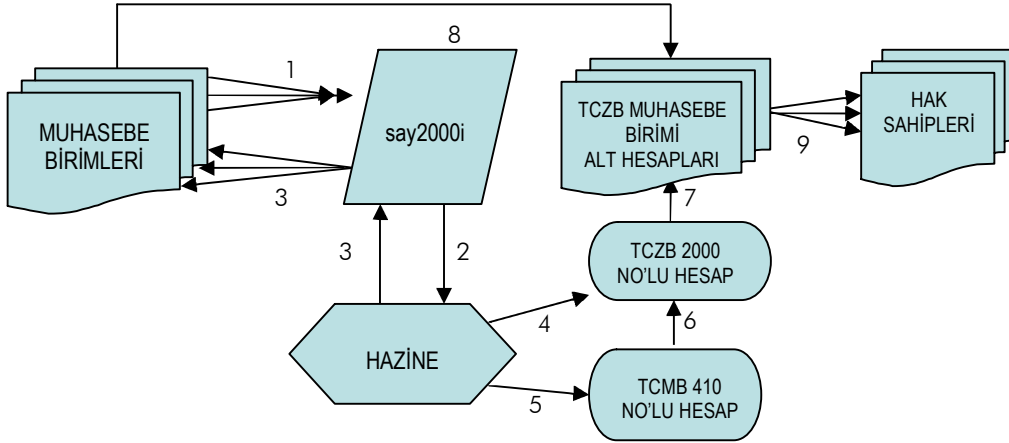 8
1
MUHASEBE
BİRİMLERİ
say2000i
TCZB MUHASEBE
BİRİMİ
ALT HESAPLARI
HAK
SAHİPLERİ
9
3
7
3
2
TCZB 2000
NO'LU HESAP
4
6
HAZİNE
5
TCMB 410
NO'LU HESAP